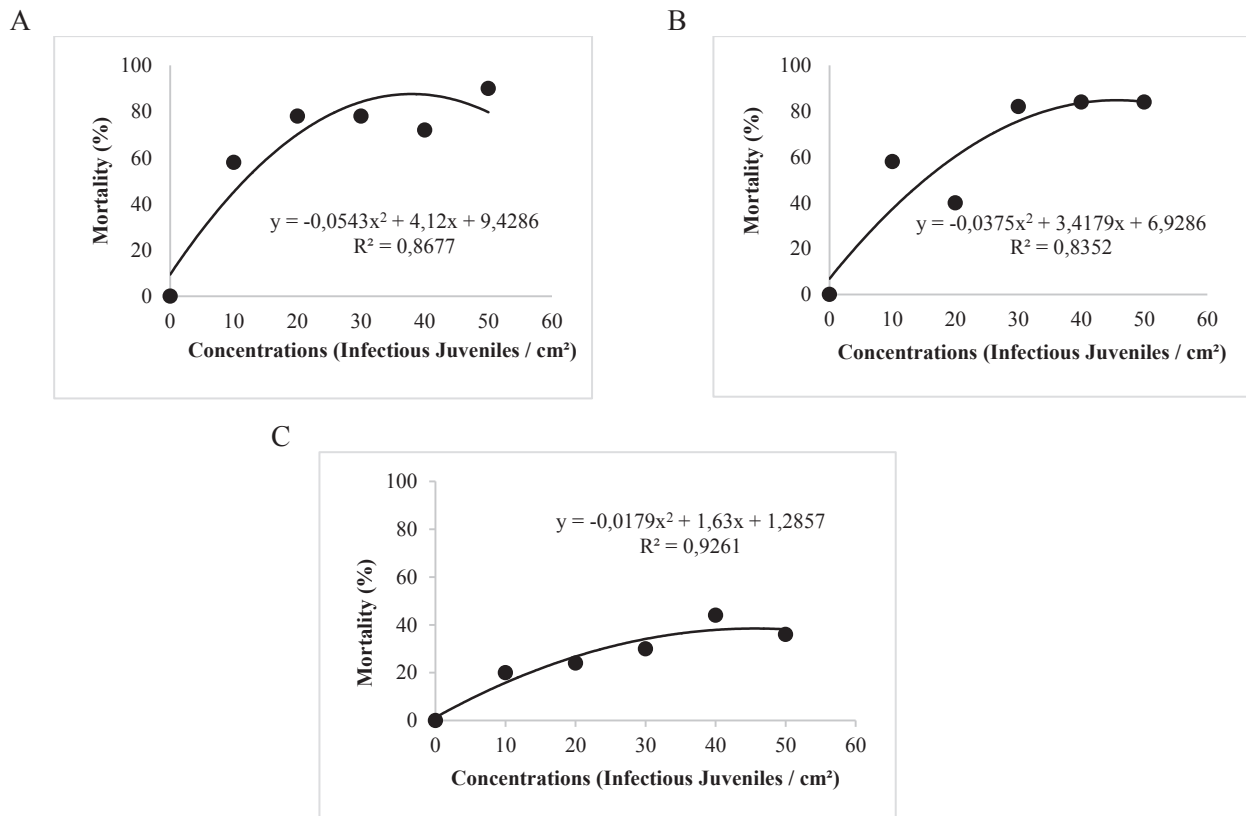 A
Mortality (%)
100
80
60
40
20
0
y = -0,0543x² + 4,12x + 9,4286
R² = 0,8677
0 10 20 30 40 50 60
Concentrations (Infectious Juveniles / cm²)
B
Mortality (%)
100
80
60
40
20
0
y = -0,0375x² + 3,4179x + 6,9286
R² = 0,8352
0 10 20 30 40 50 60
Concentrations (Infectious Juveniles / cm²)
C
Mortality (%)
100
80
60
40
20
0
y = -0,0179x² + 1,63x + 1,2857
R² = 0,9261
0 10 20 30 40 50 60
Concentrations (Infectious Juveniles / cm²)